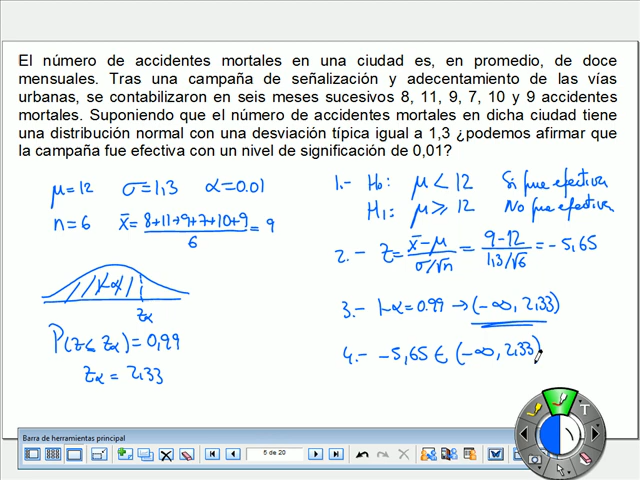 El número de accidentes mortales en una ciudad es, en promedio, de doce
mensuales. Tras una campaña de señalización y adecentamiento de las vías
urbanas, se contabilizaron en seis meses sucesivos 8, 11, 9, 7, 10 y 9 accidentes
mortales. Suponiendo que el número de accidentes mortales en dicha ciudad tiene
una distribución normal con una desviación típica igual a 1,3 ¿podemos afirmar que
la campaña fue efectiva con un nivel de significación de 0,01?
μ=12 σ=1,3 α=0.01
n=6 x̄=(8+11+9+7+10+9)/6=9
1-α
zα
P(z≤zα)=0,99
zα=2,33
1.- H₀: μ < 12 Si fue efectiva
H₁: μ ≥ 12 No fue efectiva
2.- z=(x̄-μ)/(σ/√n)=(9-12)/(1,3/√6)=-5,65
3.- 1-α=0.99 → (-∞, 2,33)
4.- -5,65 ∈ (-∞, 2,33)
Barra de herramientas principal
5 de 20
T